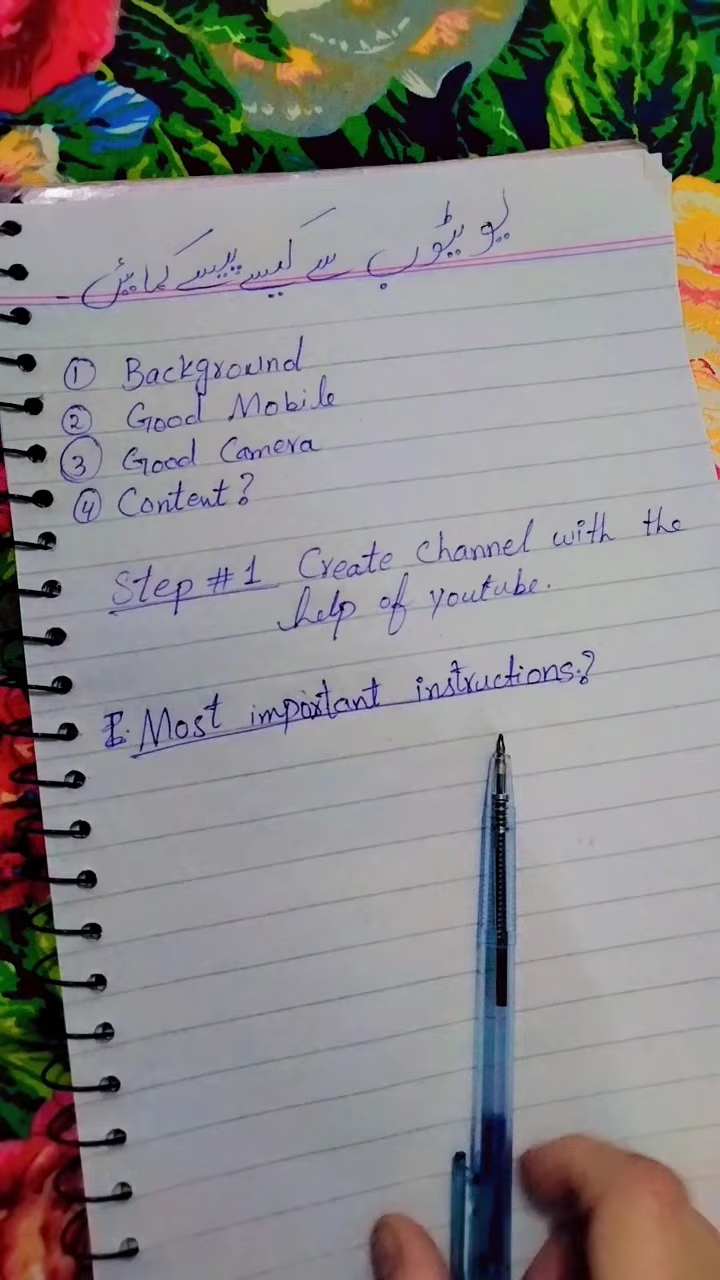 یوٹیوب سے کیسے پیسے کمائیں۔
① Background
② Good Mobile
③ Good Camera
④ Content?
Step #1 Create channel with the
help of youtube.
I. Most important instructions.?